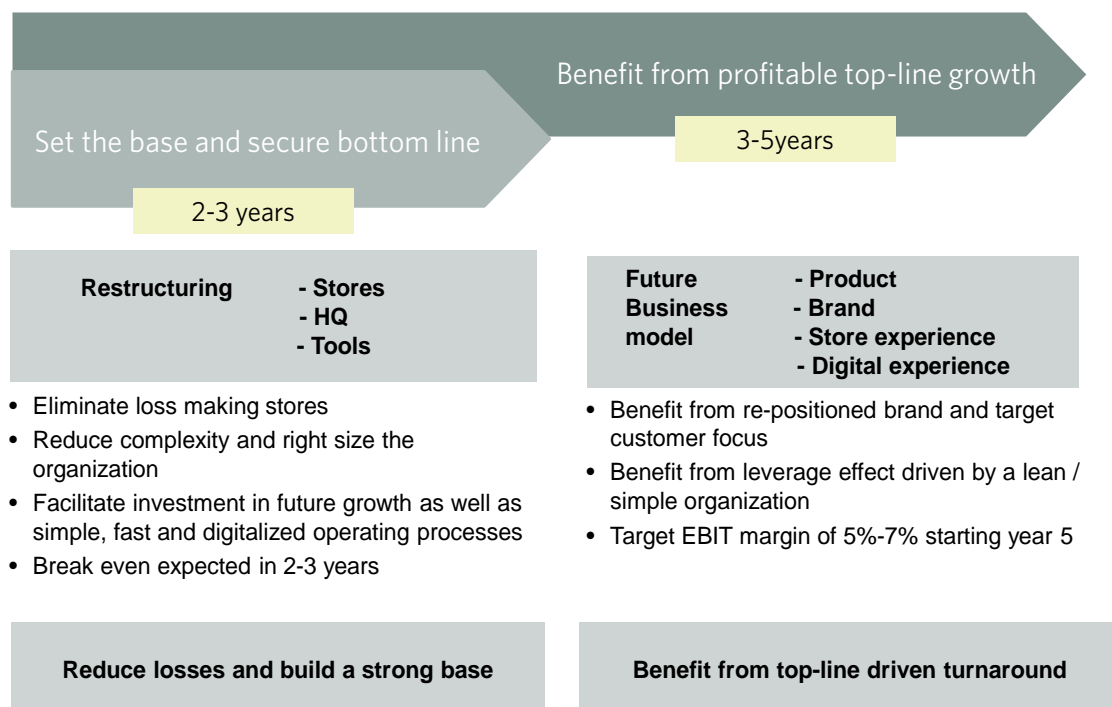 Benefit from profitable top-line growth
3-5years
Set the base and secure bottom line
2-3 years
Restructuring - Stores
- HQ
- Tools
• Eliminate loss making stores
• Reduce complexity and right size the
organization
• Facilitate investment in future growth as well as
simple, fast and digitalized operating processes
• Break even expected in 2-3 years
Reduce losses and build a strong base
Future - Product
Business - Brand
model - Store experience
- Digital experience
• Benefit from re-positioned brand and target
customer focus
• Benefit from leverage effect driven by a lean /
simple organization
• Target EBIT margin of 5%-7% starting year 5
Benefit from top-line driven turnaround